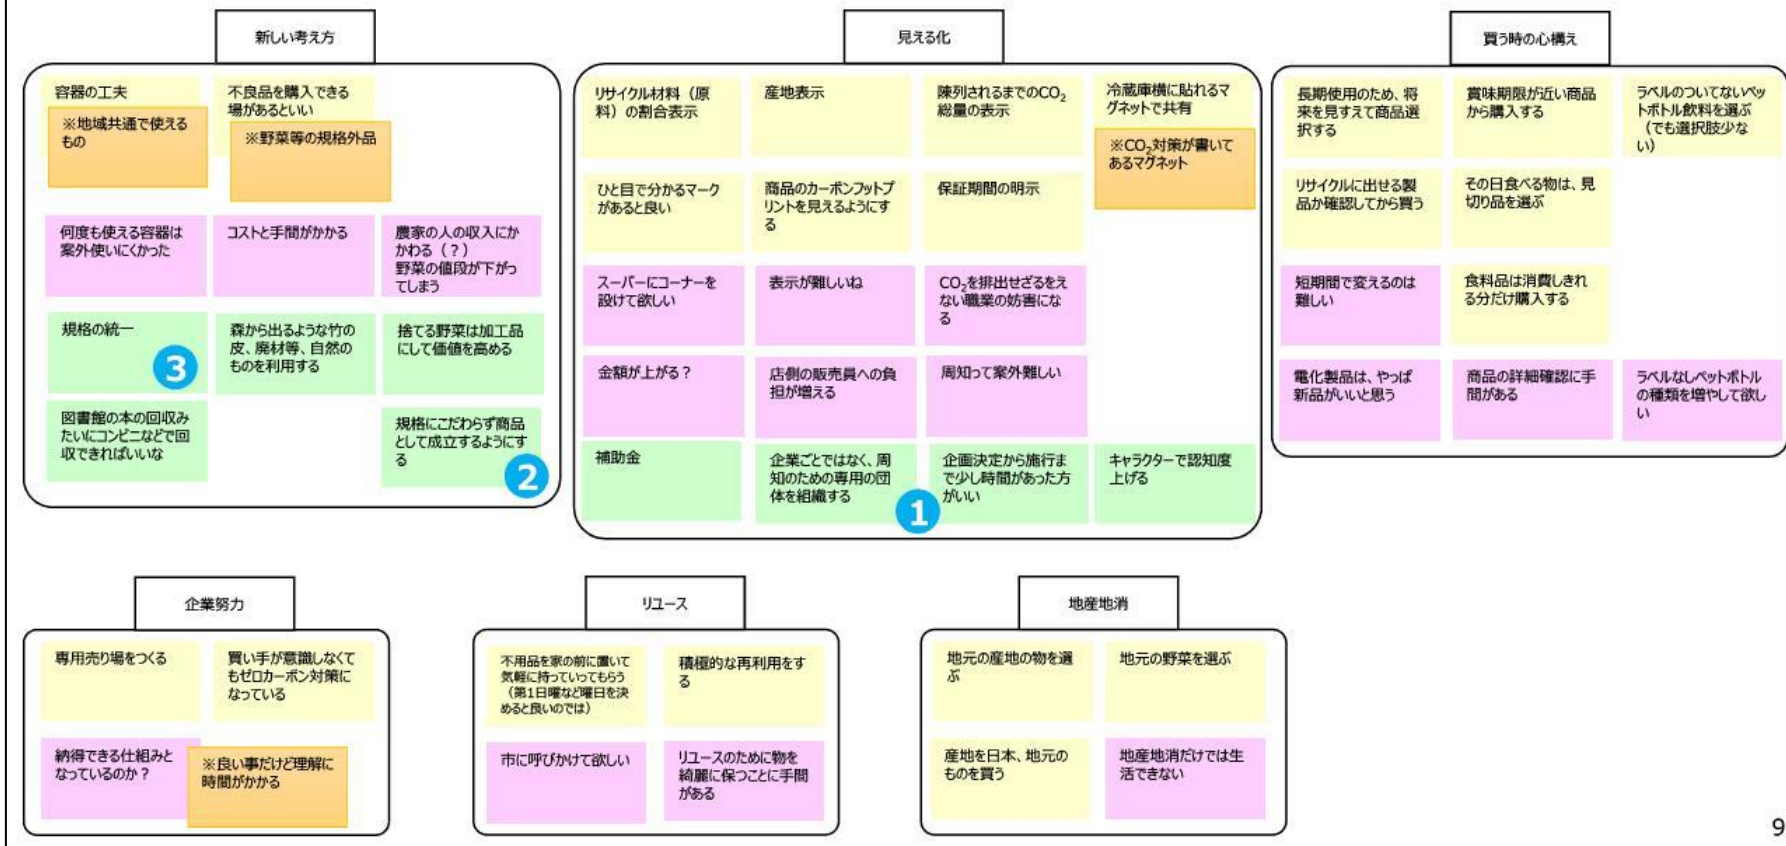 新しい考え方
容器の工夫
※地域共通で使える
もの
不良品を購入できる
場があるといい
※野菜等の規格外品
何度も使える容器は
案外使いにくかった
コストと手間がかかる
農家の人の収入にか
かわる(?)
野菜の値段が下がっ
てしまう
規格の統一
3
森から出るような竹の
皮、廃材等、自然の
ものを利用する
捨てる野菜は加工品
にして価値を高める
図書館の本の回収み
たいにコンビニなどで回
収できればいいな
規格にこだわらず商品
として成立するようにす
る
2
見える化
リサイクル材料(原
料)の割合表示
産地表示
陳列されるまでのCO₂
総量の表示
冷蔵庫横に貼れるマ
グネットで共有
※CO₂対策が書いて
あるマグネット
ひと目で分かるマーク
があると良い
商品のカーボンフットプ
リントを見えるようにす
る
保証期間の明示
スーパーにコーナーを
設けて欲しい
表示が難しいね
CO₂を排出せざるをえ
ない職業の妨害にな
る
金額が上がる?
店側の販売員への負
担が増える
周知って案外難しい
補助金
企業ごとではなく、周
知のための専用の団
体を組織する
1
企画決定から施行ま
で少し時間があった方
がいい
キャラクターで認知度
上げる
買う時の心構え
長期使用のため、将
来を見すえて商品選
択する
賞味期限が近い商品
から購入する
ラベルのついてないペッ
トボトル飲料を選ぶ
(でも選択肢少な
い)
リサイクルに出せる製
品か確認してから買う
その日食べる物は、見
切り品を選ぶ
短期間で変えるのは
難しい
食料品は消費しきれ
る分だけ購入する
電化製品は、やっぱ
新品がいいと思う
商品の詳細確認に手
間がある
ラベルなしペットボトル
の種類を増やして欲し
い
企業努力
専用売り場をつくる
買い手が意識しなくて
もゼロカーボン対策に
なっている
納得できる仕組みと
なっているのか?
※良い事だけど理解に
時間がかかる
リユース
不用品を家の前に置いて
気軽に持っていってもらう
(第1日曜など曜日を決
めると良いのでは)
積極的な再利用をす
る
市に呼びかけて欲しい
リユースのために物を
綺麗に保つことに手間
がある
地産地消
地元の産地の物を選
ぶ
地元の野菜を選ぶ
産地を日本、地元の
ものを買う
地産地消だけでは生
活できない
9